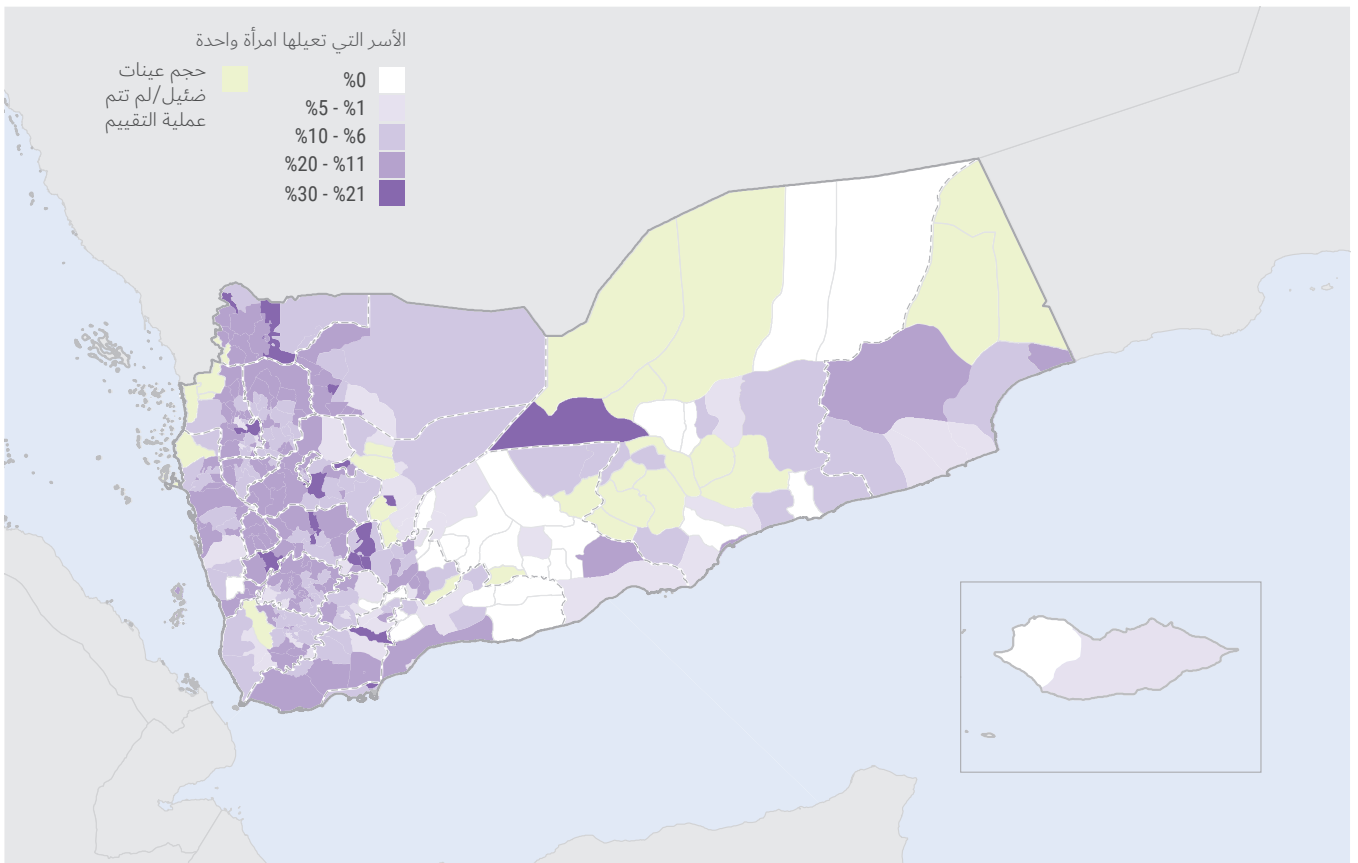 الأسر التي تعيلها امرأة واحدة
%0
%5 - %1
%10 - %6
%20 - %11
%30 - %21
حجم عينات
ضئيل/لم تتم
عملية التقييم